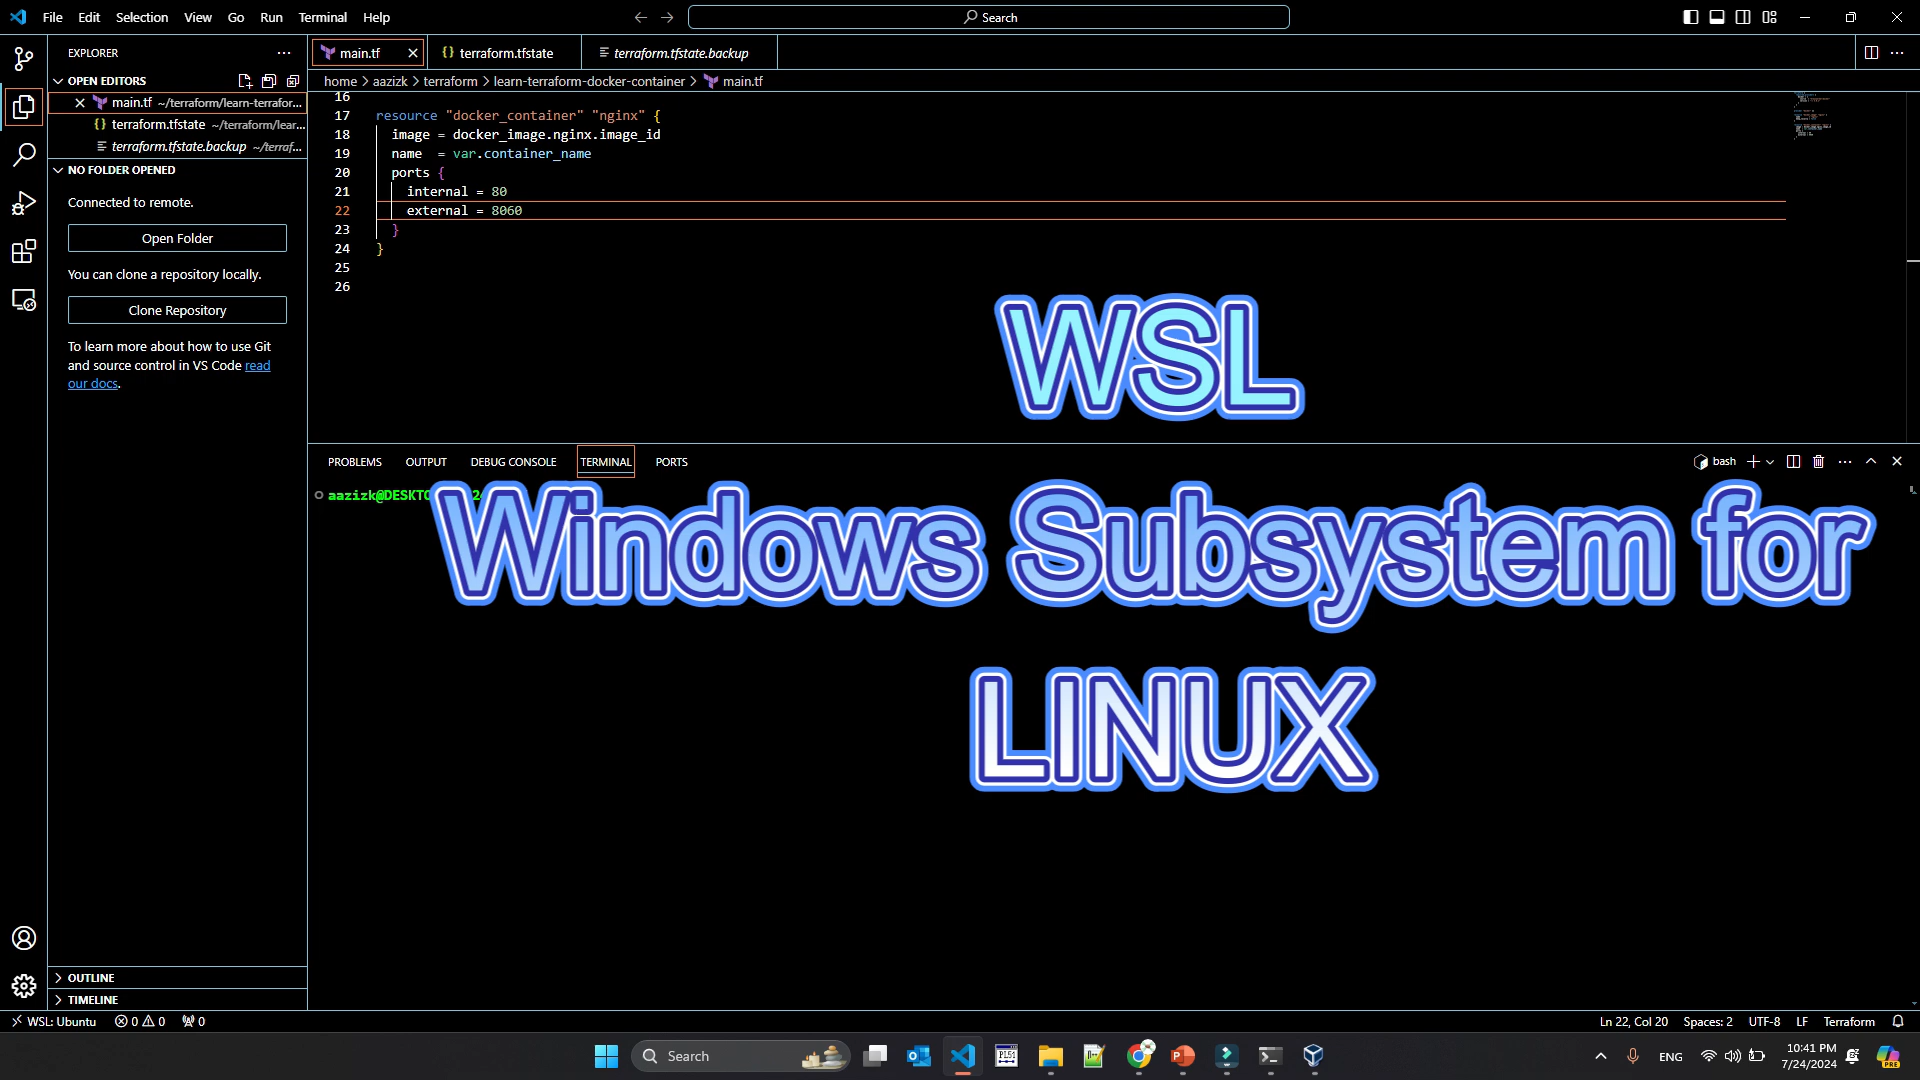 File Edit Selection View Go Run Terminal Help
Search
EXPLORER
OPEN EDITORS
main.tf ~/terraform/learn-terrafor...
terraform.tfstate ~/terraform/lear...
terraform.tfstate.backup ~/terraf...
NO FOLDER OPENED
Connected to remote.
Open Folder
You can clone a repository locally.
Clone Repository
To learn more about how to use Git
and source control in VS Code read
our docs.
OUTLINE
TIMELINE
main.tf terraform.tfstate terraform.tfstate.backup
home > aazizk > terraform > learn-terraform-docker-container > main.tf
16
17 resource "docker_container" "nginx" {
18 image = docker_image.nginx.image_id
19 name = var.container_name
20 ports {
21 internal = 80
22 external = 8060
23 }
24 }
25
26
WSL
PROBLEMS OUTPUT DEBUG CONSOLE TERMINAL PORTS
bash
Windows Subsystem for
LINUX
WSL: Ubuntu 0 0 0
Ln 22, Col 20 Spaces: 2 UTF-8 LF Terraform
Search
ENG
10:41 PM
7/24/2024